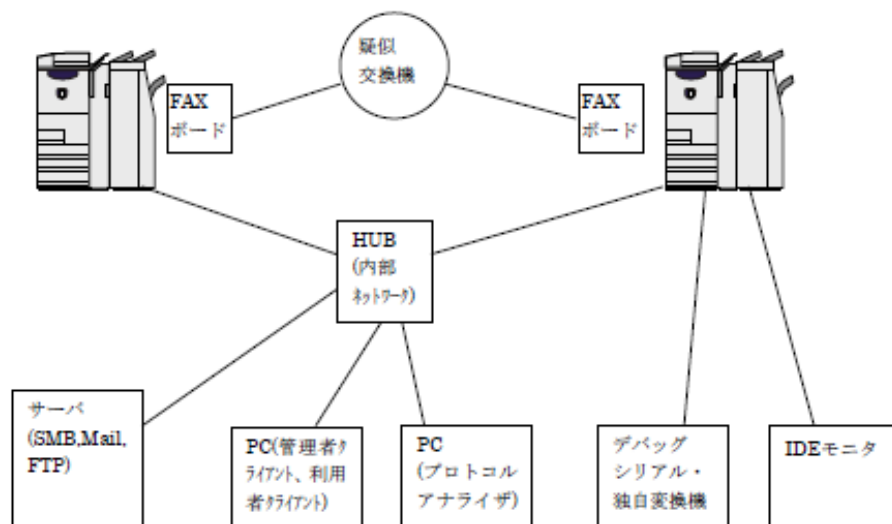 疑似
交換機
FAX
ボード
FAX
ボード
HUB
(内部
ﾈｯﾄﾜｰｸ)
サーバ
(SMB,Mail,
FTP)
PC(管理者ｸ
ﾗｲｱﾝﾄ、利用
者ｸﾗｲｱﾝﾄ)
PC
(プロトコル
アナライザ)
デバッグ
シリアル・
独自変換機
IDEモニタ